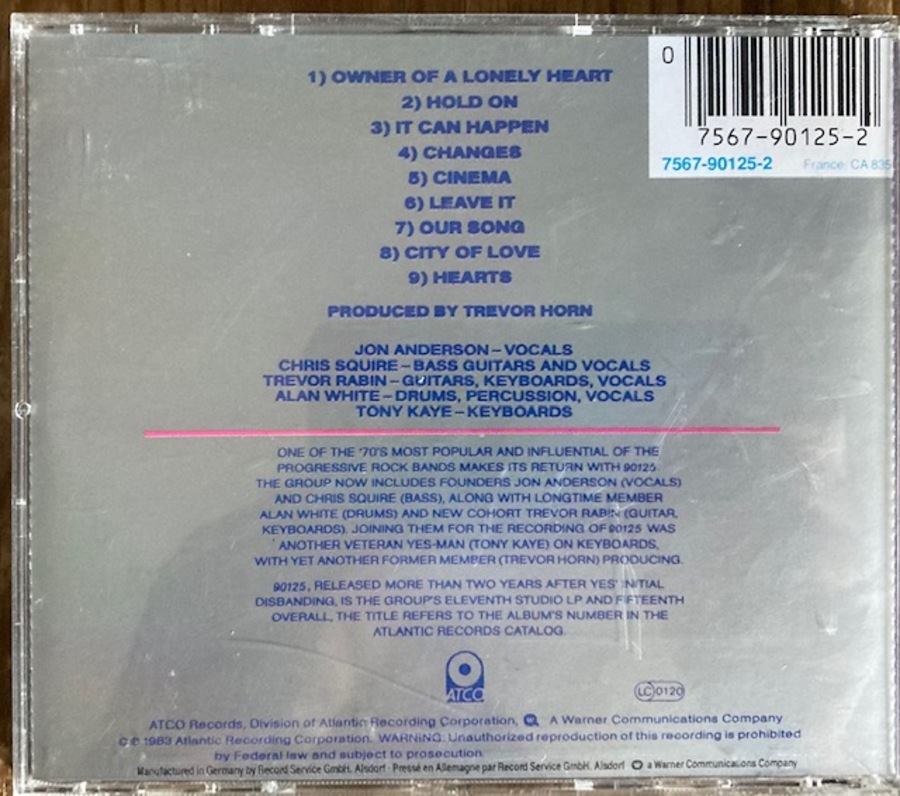 1) OWNER OF A LONELY HEART
2) HOLD ON
3) IT CAN HAPPEN
4) CHANGES
5) CINEMA
6) LEAVE IT
7) OUR SONG
8) CITY OF LOVE
9) HEARTS
0
7567-90125-2
7567-90125-2 France: CA 835
PRODUCED BY TREVOR HORN
JON ANDERSON – VOCALS
CHRIS SQUIRE – BASS GUITARS AND VOCALS
TREVOR RABIN – GUITARS, KEYBOARDS, VOCALS
ALAN WHITE – DRUMS, PERCUSSION, VOCALS
TONY KAYE – KEYBOARDS
ONE OF THE '70'S MOST POPULAR AND INFLUENTIAL OF THE
PROGRESSIVE ROCK BANDS MAKES ITS RETURN WITH 90125.
THE GROUP NOW INCLUDES FOUNDERS JON ANDERSON (VOCALS)
AND CHRIS SQUIRE (BASS), ALONG WITH LONGTIME MEMBER
ALAN WHITE (DRUMS) AND NEW COHORT TREVOR RABIN (GUITAR,
KEYBOARDS). JOINING THEM FOR THE RECORDING OF 90125 WAS
ANOTHER VETERAN YES-MAN (TONY KAYE) ON KEYBOARDS,
WITH YET ANOTHER FORMER MEMBER (TREVOR HORN) PRODUCING.
90125, RELEASED MORE THAN TWO YEARS AFTER YES' INITIAL
DISBANDING, IS THE GROUP'S ELEVENTH STUDIO LP AND FIFTEENTH
OVERALL, THE TITLE REFERS TO THE ALBUM'S NUMBER IN THE
ATLANTIC RECORDS CATALOG.
ATCO
LC 0120
ATCO Records, Division of Atlantic Recording Corporation, A Warner Communications Company
© ℗ 1983 Atlantic Recording Corporation. WARNING: Unauthorized reproduction of this recording is prohibited
by Federal law and subject to prosecution.
Manufactured in Germany by Record Service GmbH, Alsdorf · Pressé en Allemagne par Record Service GmbH, Alsdorf a Warner Communications Company